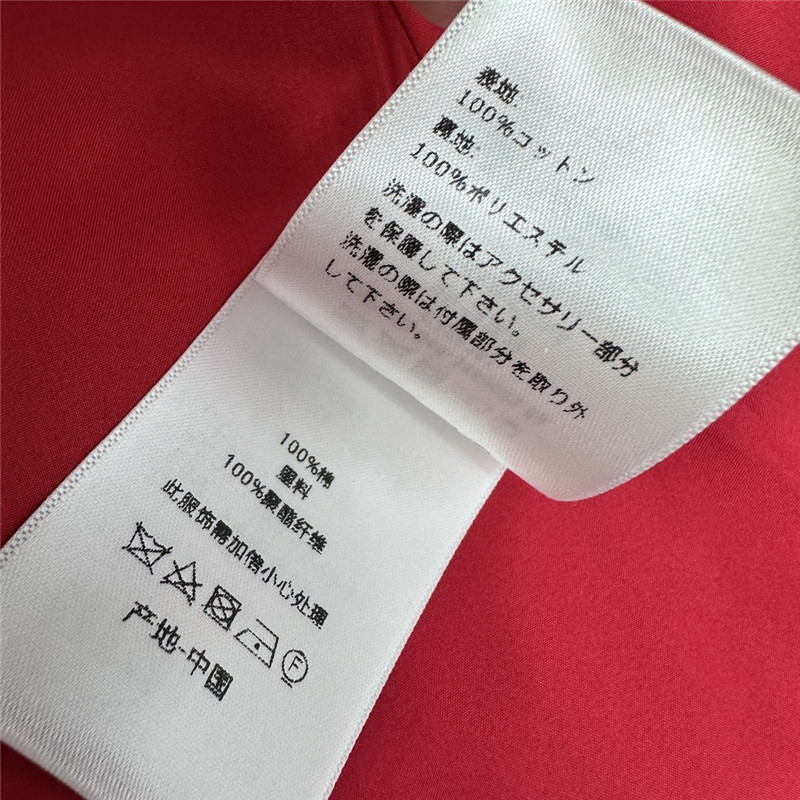 表地:
100%コットン
裏地:
100%ポリエステル
洗濯の際はアクセサリー部分
を保護して下さい。
洗濯の際は付属部分を取り外
して下さい。
100%棉
里料
100%聚酯纤维
此服饰需加倍小心处理
F
产地-中国